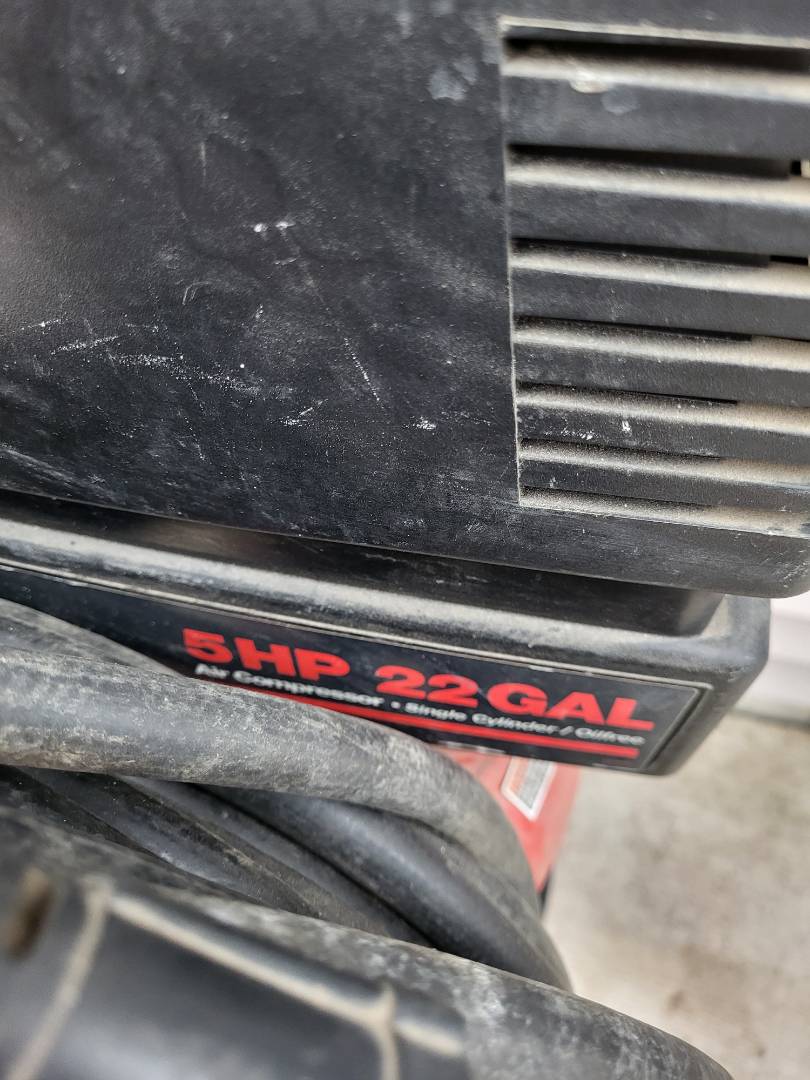 5HP 22GAL
Air Compressor • Single Cylinder / Oilfree